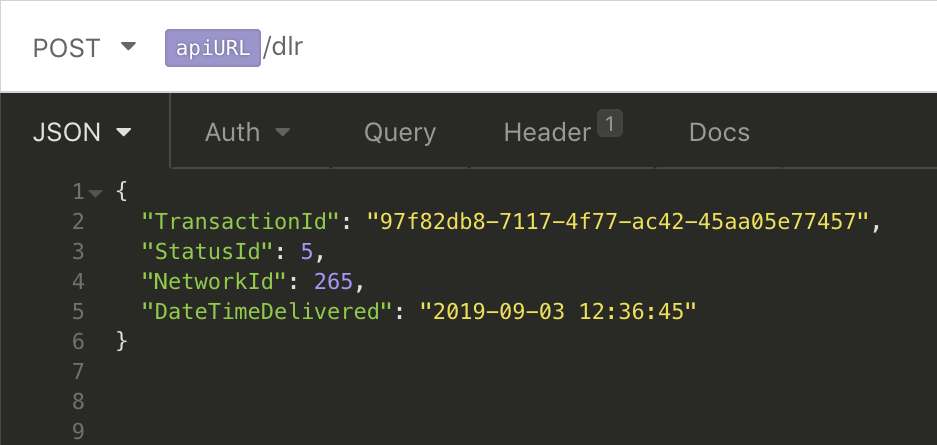 POST apiURL/dlr
JSON Auth Query Header 1 Docs
1 {
2 "TransactionId": "97f82db8-7117-4f77-ac42-45aa05e77457",
3 "StatusId": 5,
4 "NetworkId": 265,
5 "DateTimeDelivered": "2019-09-03 12:36:45"
6 }
7
8
9